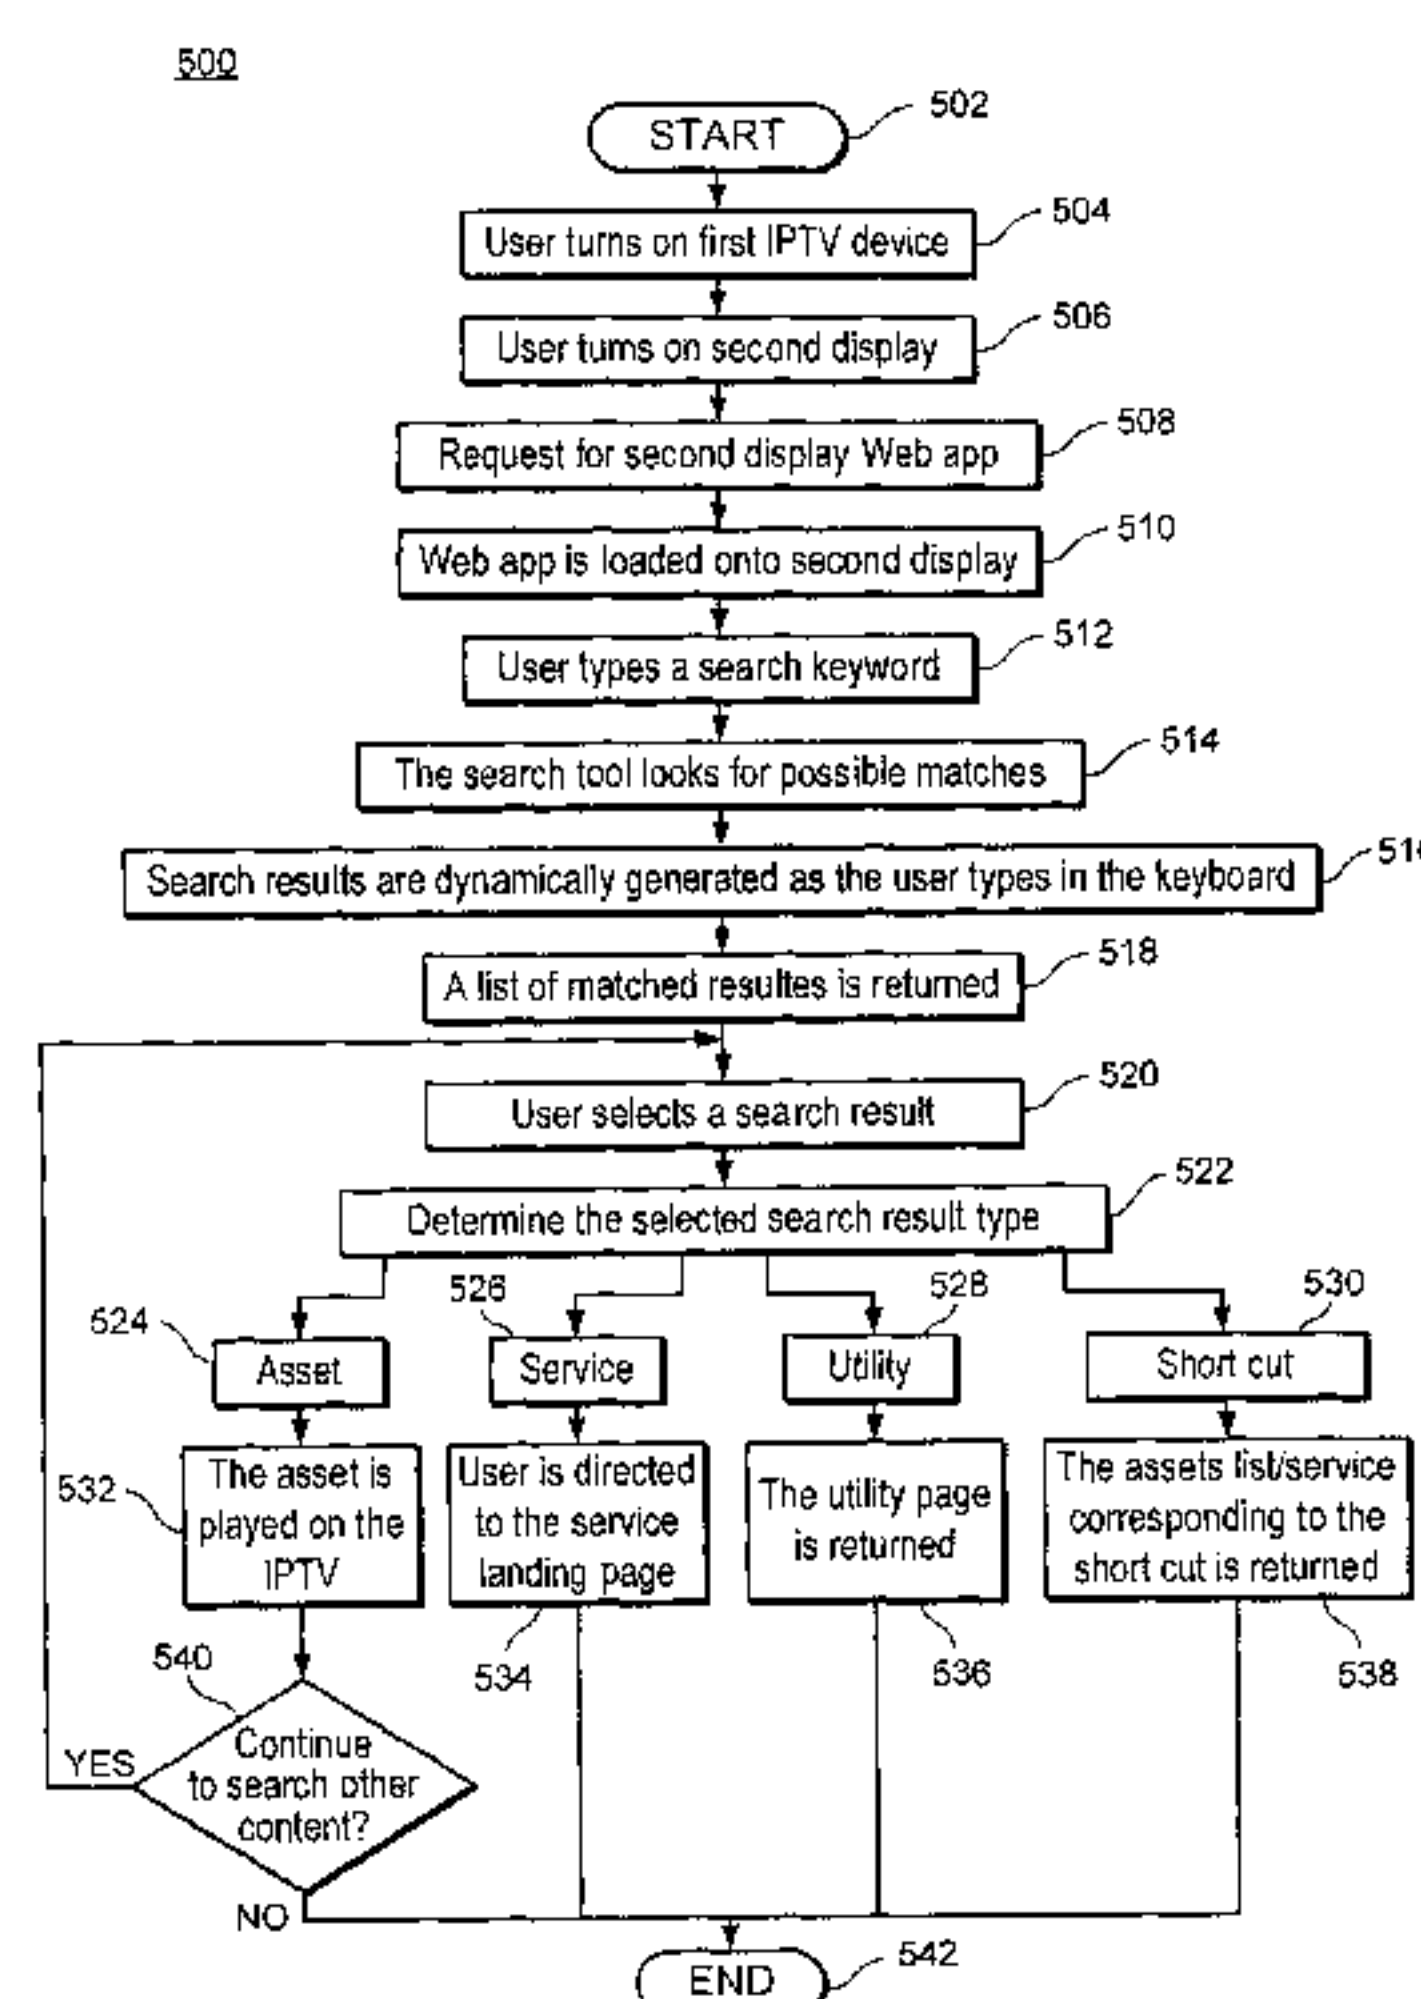 500
START
502
User turns on first IPTV device
504
User turns on second display
506
Request for second display Web app
508
Web app is loaded onto second display
510
User types a search keyword
512
The search tool looks for possible matches
514
Search results are dynamically generated as the user types in the keyboard
A list of matched resultes is returned
518
User selects a search result
520
Determine the selected search result type
522
524
Asset
526
Service
528
Utility
530
Short cut
532
The asset is
played on the
IPTV
User is directed
to the service
landing page
534
The utility page
is returned
536
The assets list/service
corresponding to the
short cut is returned
538
540
Continue
to search other
content?
YES
NO
END
542